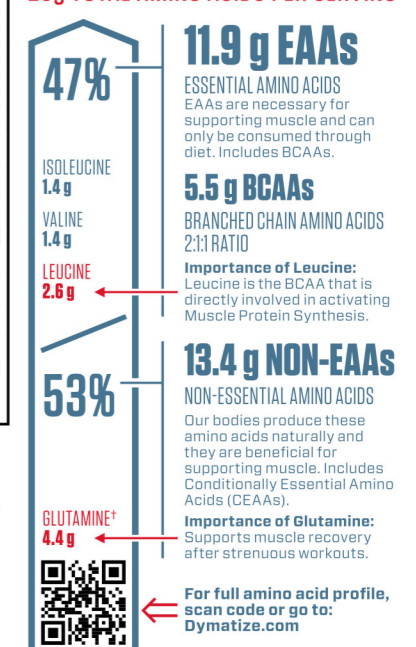 47%
ISOLEUCINE
1.4 g
VALINE
1.4 g
LEUCINE
2.6 g
11.9 g EAAs
ESSENTIAL AMINO ACIDS
EAAs are necessary for
supporting muscle and can
only be consumed through
diet. Includes BCAAs.
5.5 g BCAAs
BRANCHED CHAIN AMINO ACIDS
2:1:1 RATIO
Importance of Leucine:
Leucine is the BCAA that is
directly involved in activating
Muscle Protein Synthesis.
53%
GLUTAMINE†
4.4 g
13.4 g NON-EAAs
NON-ESSENTIAL AMINO ACIDS
Our bodies produce these
amino acids naturally and
they are beneficial for
supporting muscle. Includes
Conditionally Essential Amino
Acids (CEAAs).
Importance of Glutamine:
Supports muscle recovery
after strenuous workouts.
For full amino acid profile,
scan code or go to:
Dymatize.com